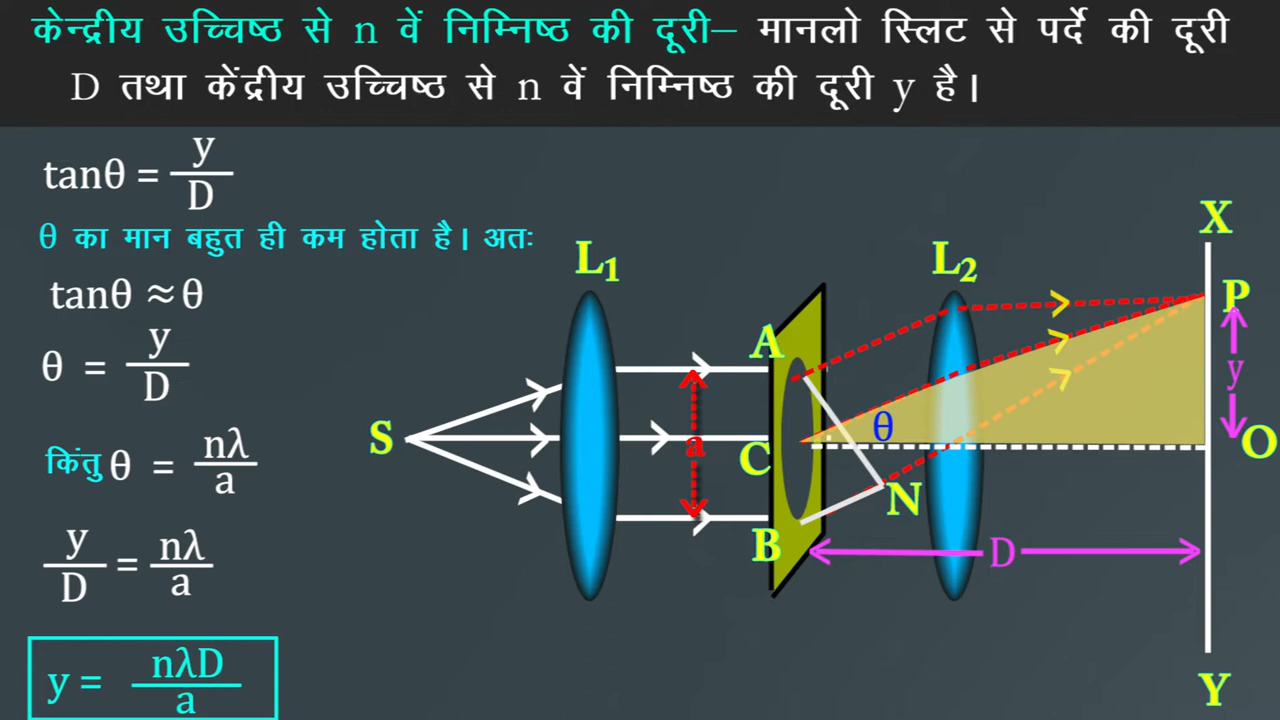 केन्द्रीय उच्चिष्ठ से n वें निम्निष्ठ की दूरी– मानलो स्लिट से पर्दे की दूरी
D तथा केंद्रीय उच्चिष्ठ से n वें निम्निष्ठ की दूरी y है।
tanθ = y/D
θ का मान बहुत ही कम होता है। अतः
tanθ ≈ θ
θ = y/D
किंतु θ = nλ/a
y/D = nλ/a
y = nλD/a
L₁
L₂
X
P
A
y
S
a
θ
C
O
N
B
D
Y